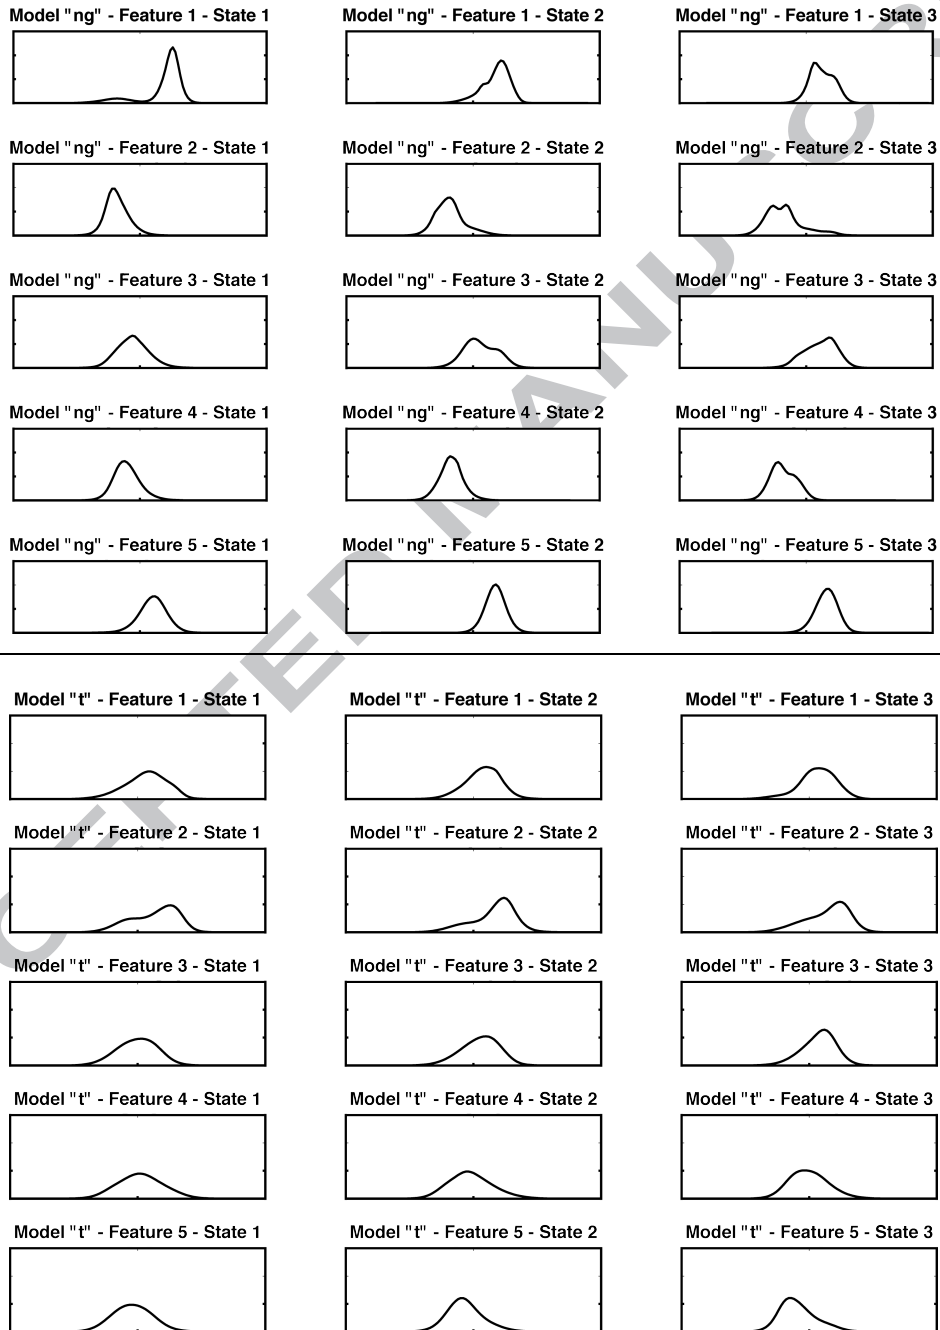 Model "ng" - Feature 1 - State 1 Model "ng" - Feature 1 - State 2 Model "ng" - Feature 1 - State 3
Model "ng" - Feature 2 - State 1 Model "ng" - Feature 2 - State 2 Model "ng" - Feature 2 - State 3
Model "ng" - Feature 3 - State 1 Model "ng" - Feature 3 - State 2 Model "ng" - Feature 3 - State 3
Model "ng" - Feature 4 - State 1 Model "ng" - Feature 4 - State 2 Model "ng" - Feature 4 - State 3
Model "ng" - Feature 5 - State 1 Model "ng" - Feature 5 - State 2 Model "ng" - Feature 5 - State 3
Model "t" - Feature 1 - State 1 Model "t" - Feature 1 - State 2 Model "t" - Feature 1 - State 3
Model "t" - Feature 2 - State 1 Model "t" - Feature 2 - State 2 Model "t" - Feature 2 - State 3
Model "t" - Feature 3 - State 1 Model "t" - Feature 3 - State 2 Model "t" - Feature 3 - State 3
Model "t" - Feature 4 - State 1 Model "t" - Feature 4 - State 2 Model "t" - Feature 4 - State 3
Model "t" - Feature 5 - State 1 Model "t" - Feature 5 - State 2 Model "t" - Feature 5 - State 3